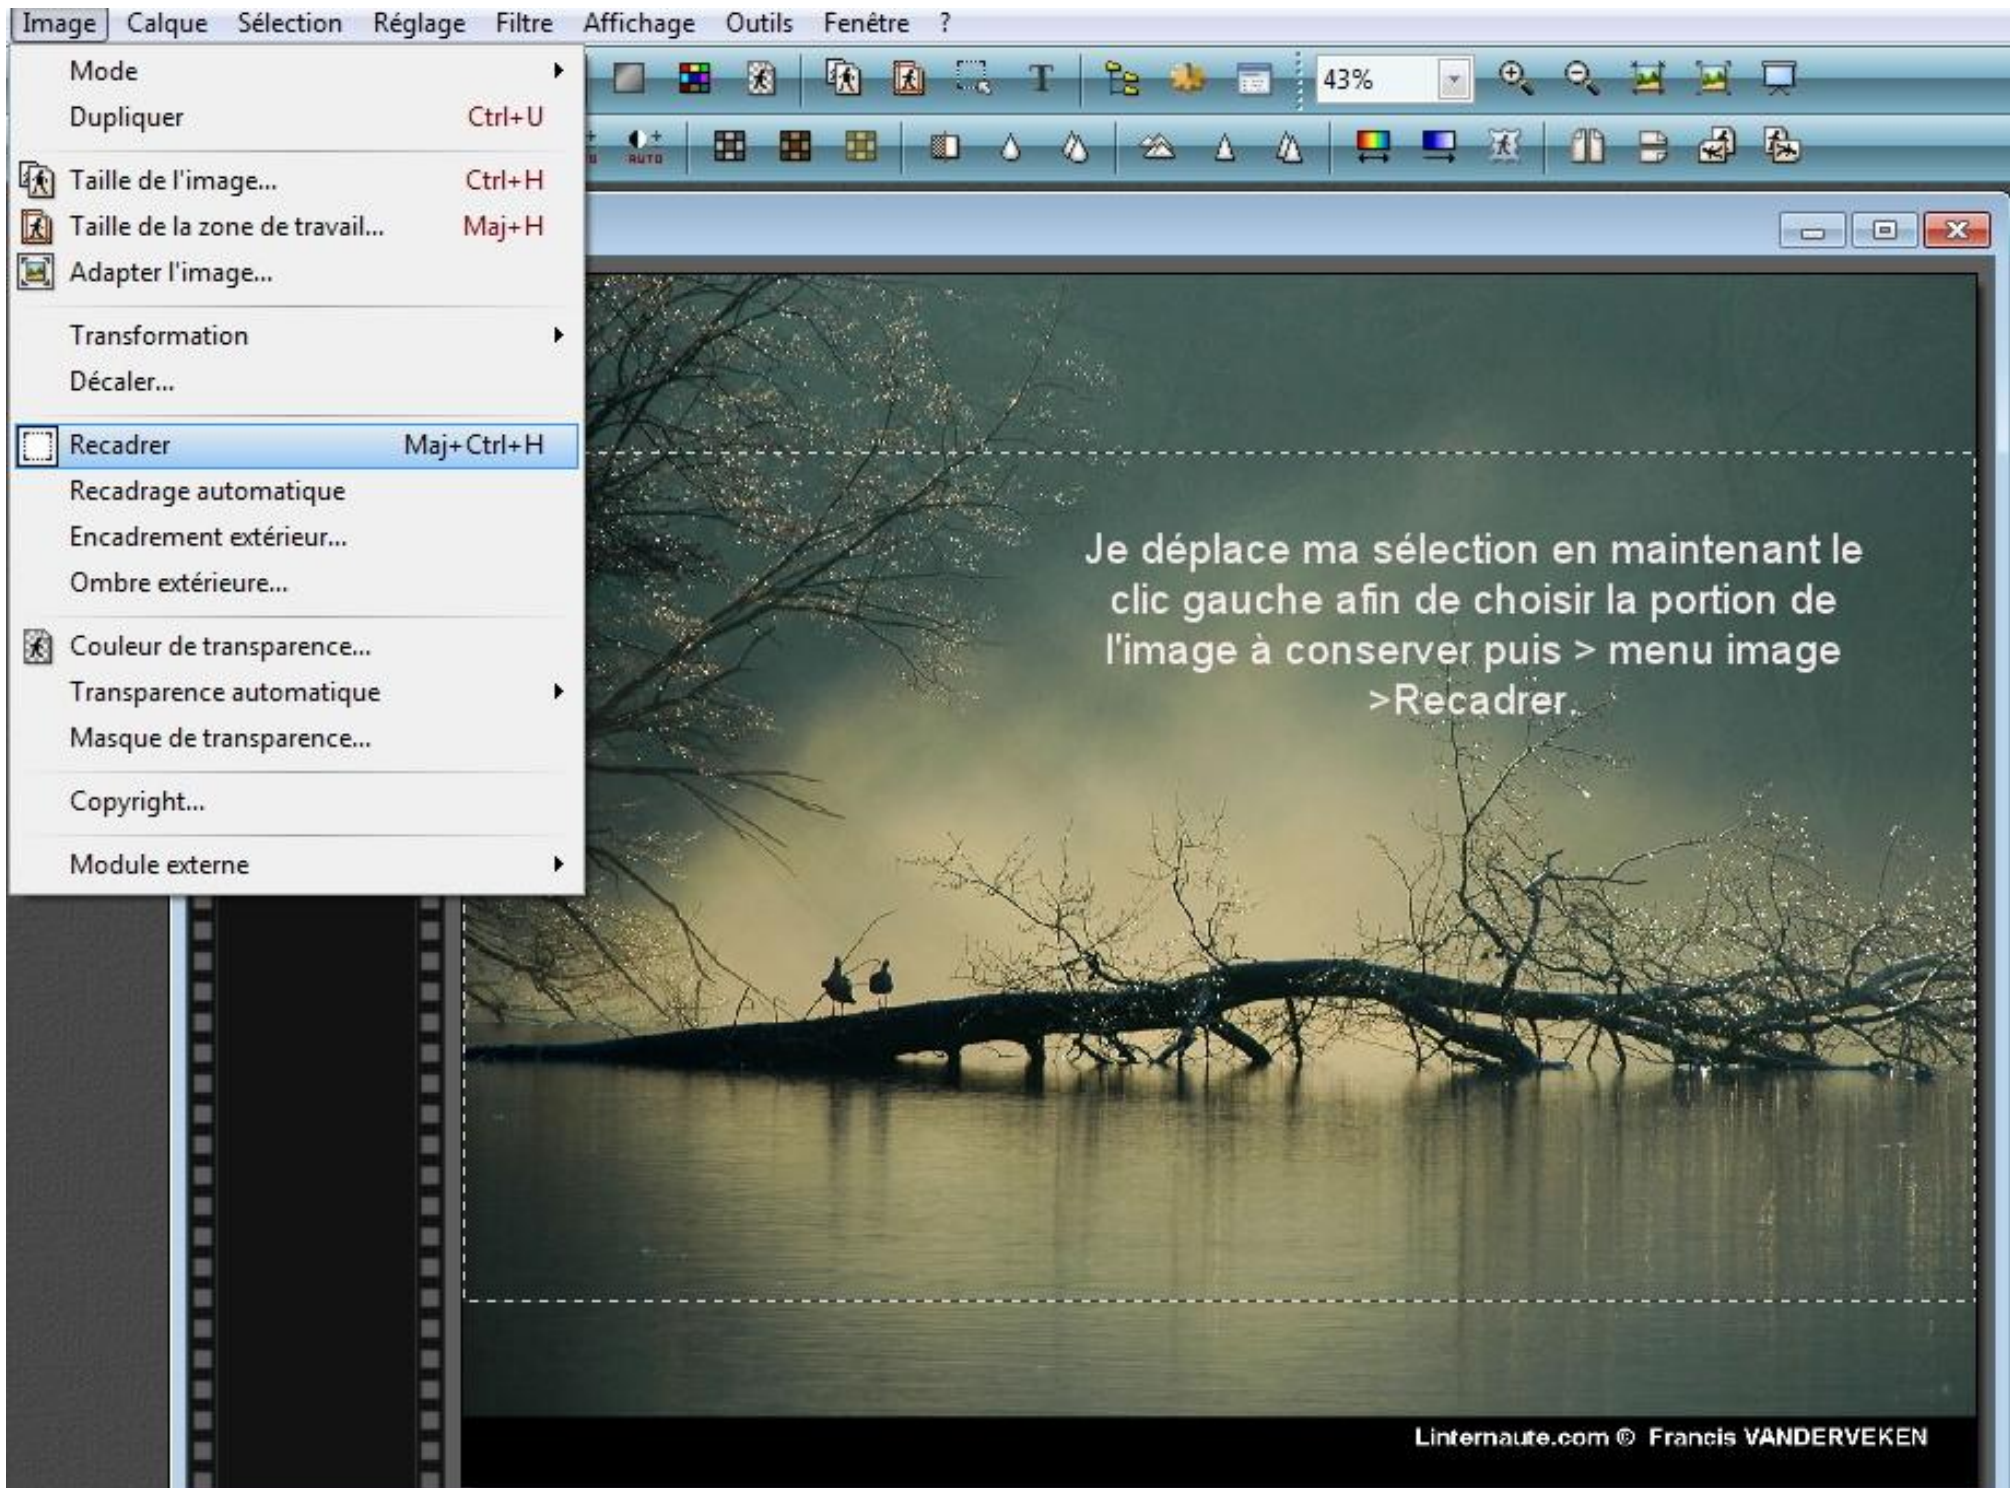 Image Calque Sélection Réglage Filtre Affichage Outils Fenêtre ?
Mode
Dupliquer Ctrl+U
Taille de l'image... Ctrl+H
Taille de la zone de travail... Maj+H
Adapter l'image...
Transformation
Décaler...
Recadrer Maj+Ctrl+H
Recadrage automatique
Encadrement extérieur...
Ombre extérieure...
Couleur de transparence...
Transparence automatique
Masque de transparence...
Copyright...
Module externe
T
43%
AUTO
Je déplace ma sélection en maintenant le
clic gauche afin de choisir la portion de
l'image à conserver puis > menu image
>Recadrer.
Linternaute.com © Francis VANDERVEKEN